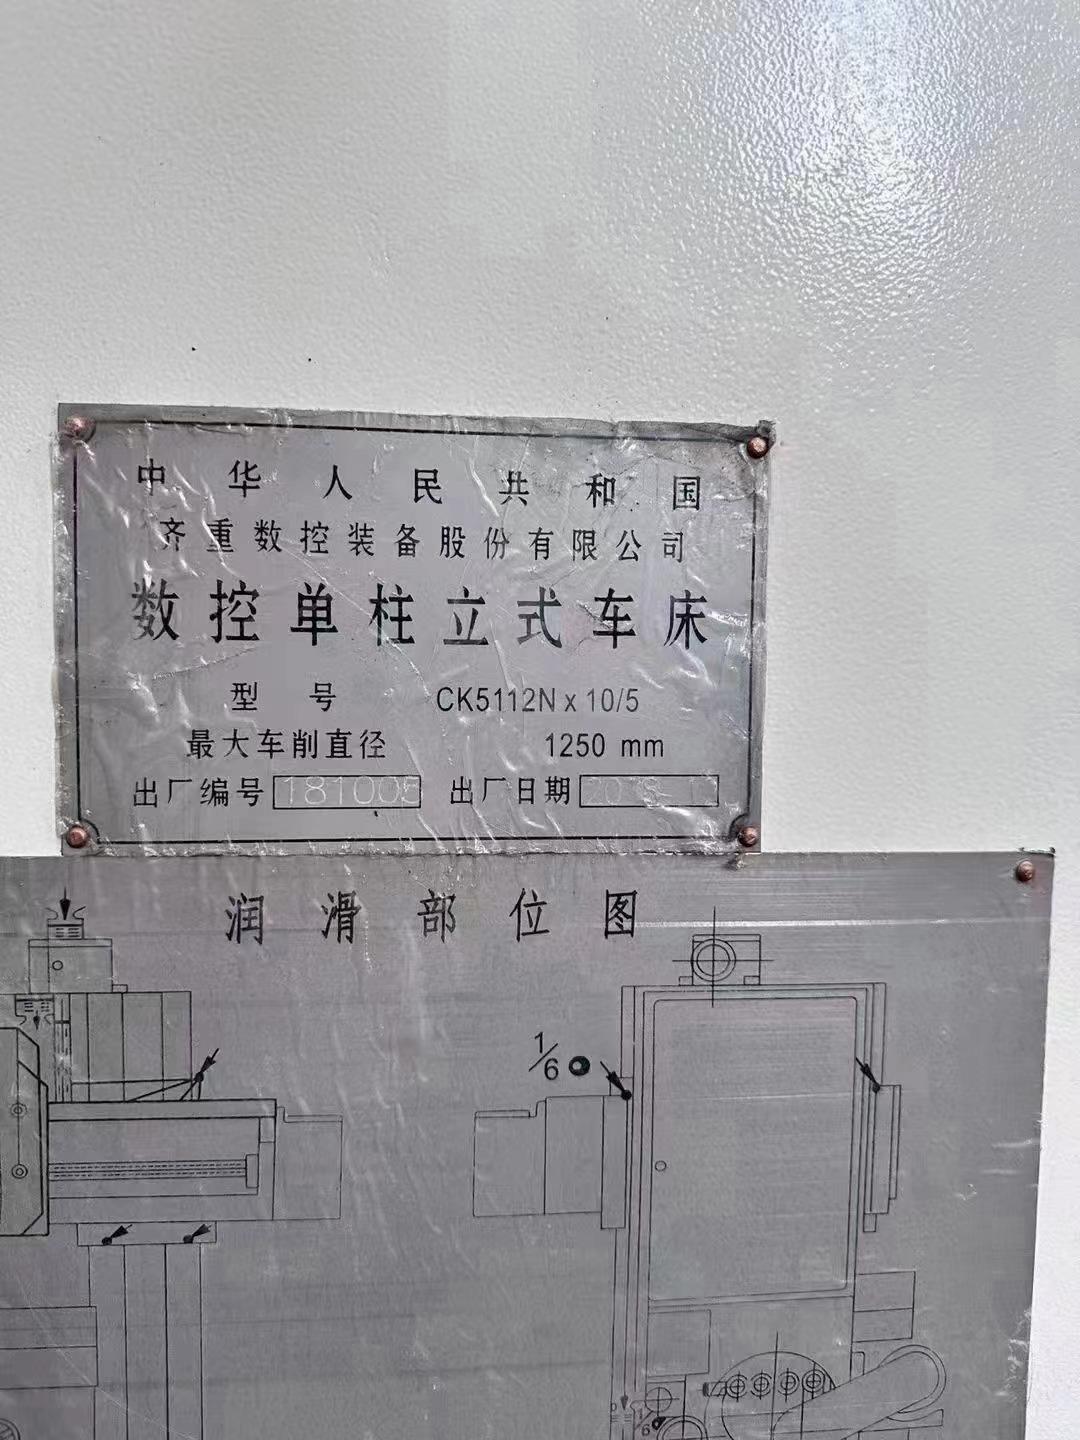 中华人民共和国
齐重数控装备股份有限公司
数控单柱立式车床
型号 CK5112N x 10/5
最大车削直径 1250 mm
出厂编号 181005 出厂日期
润滑部位图
1/6
1/6